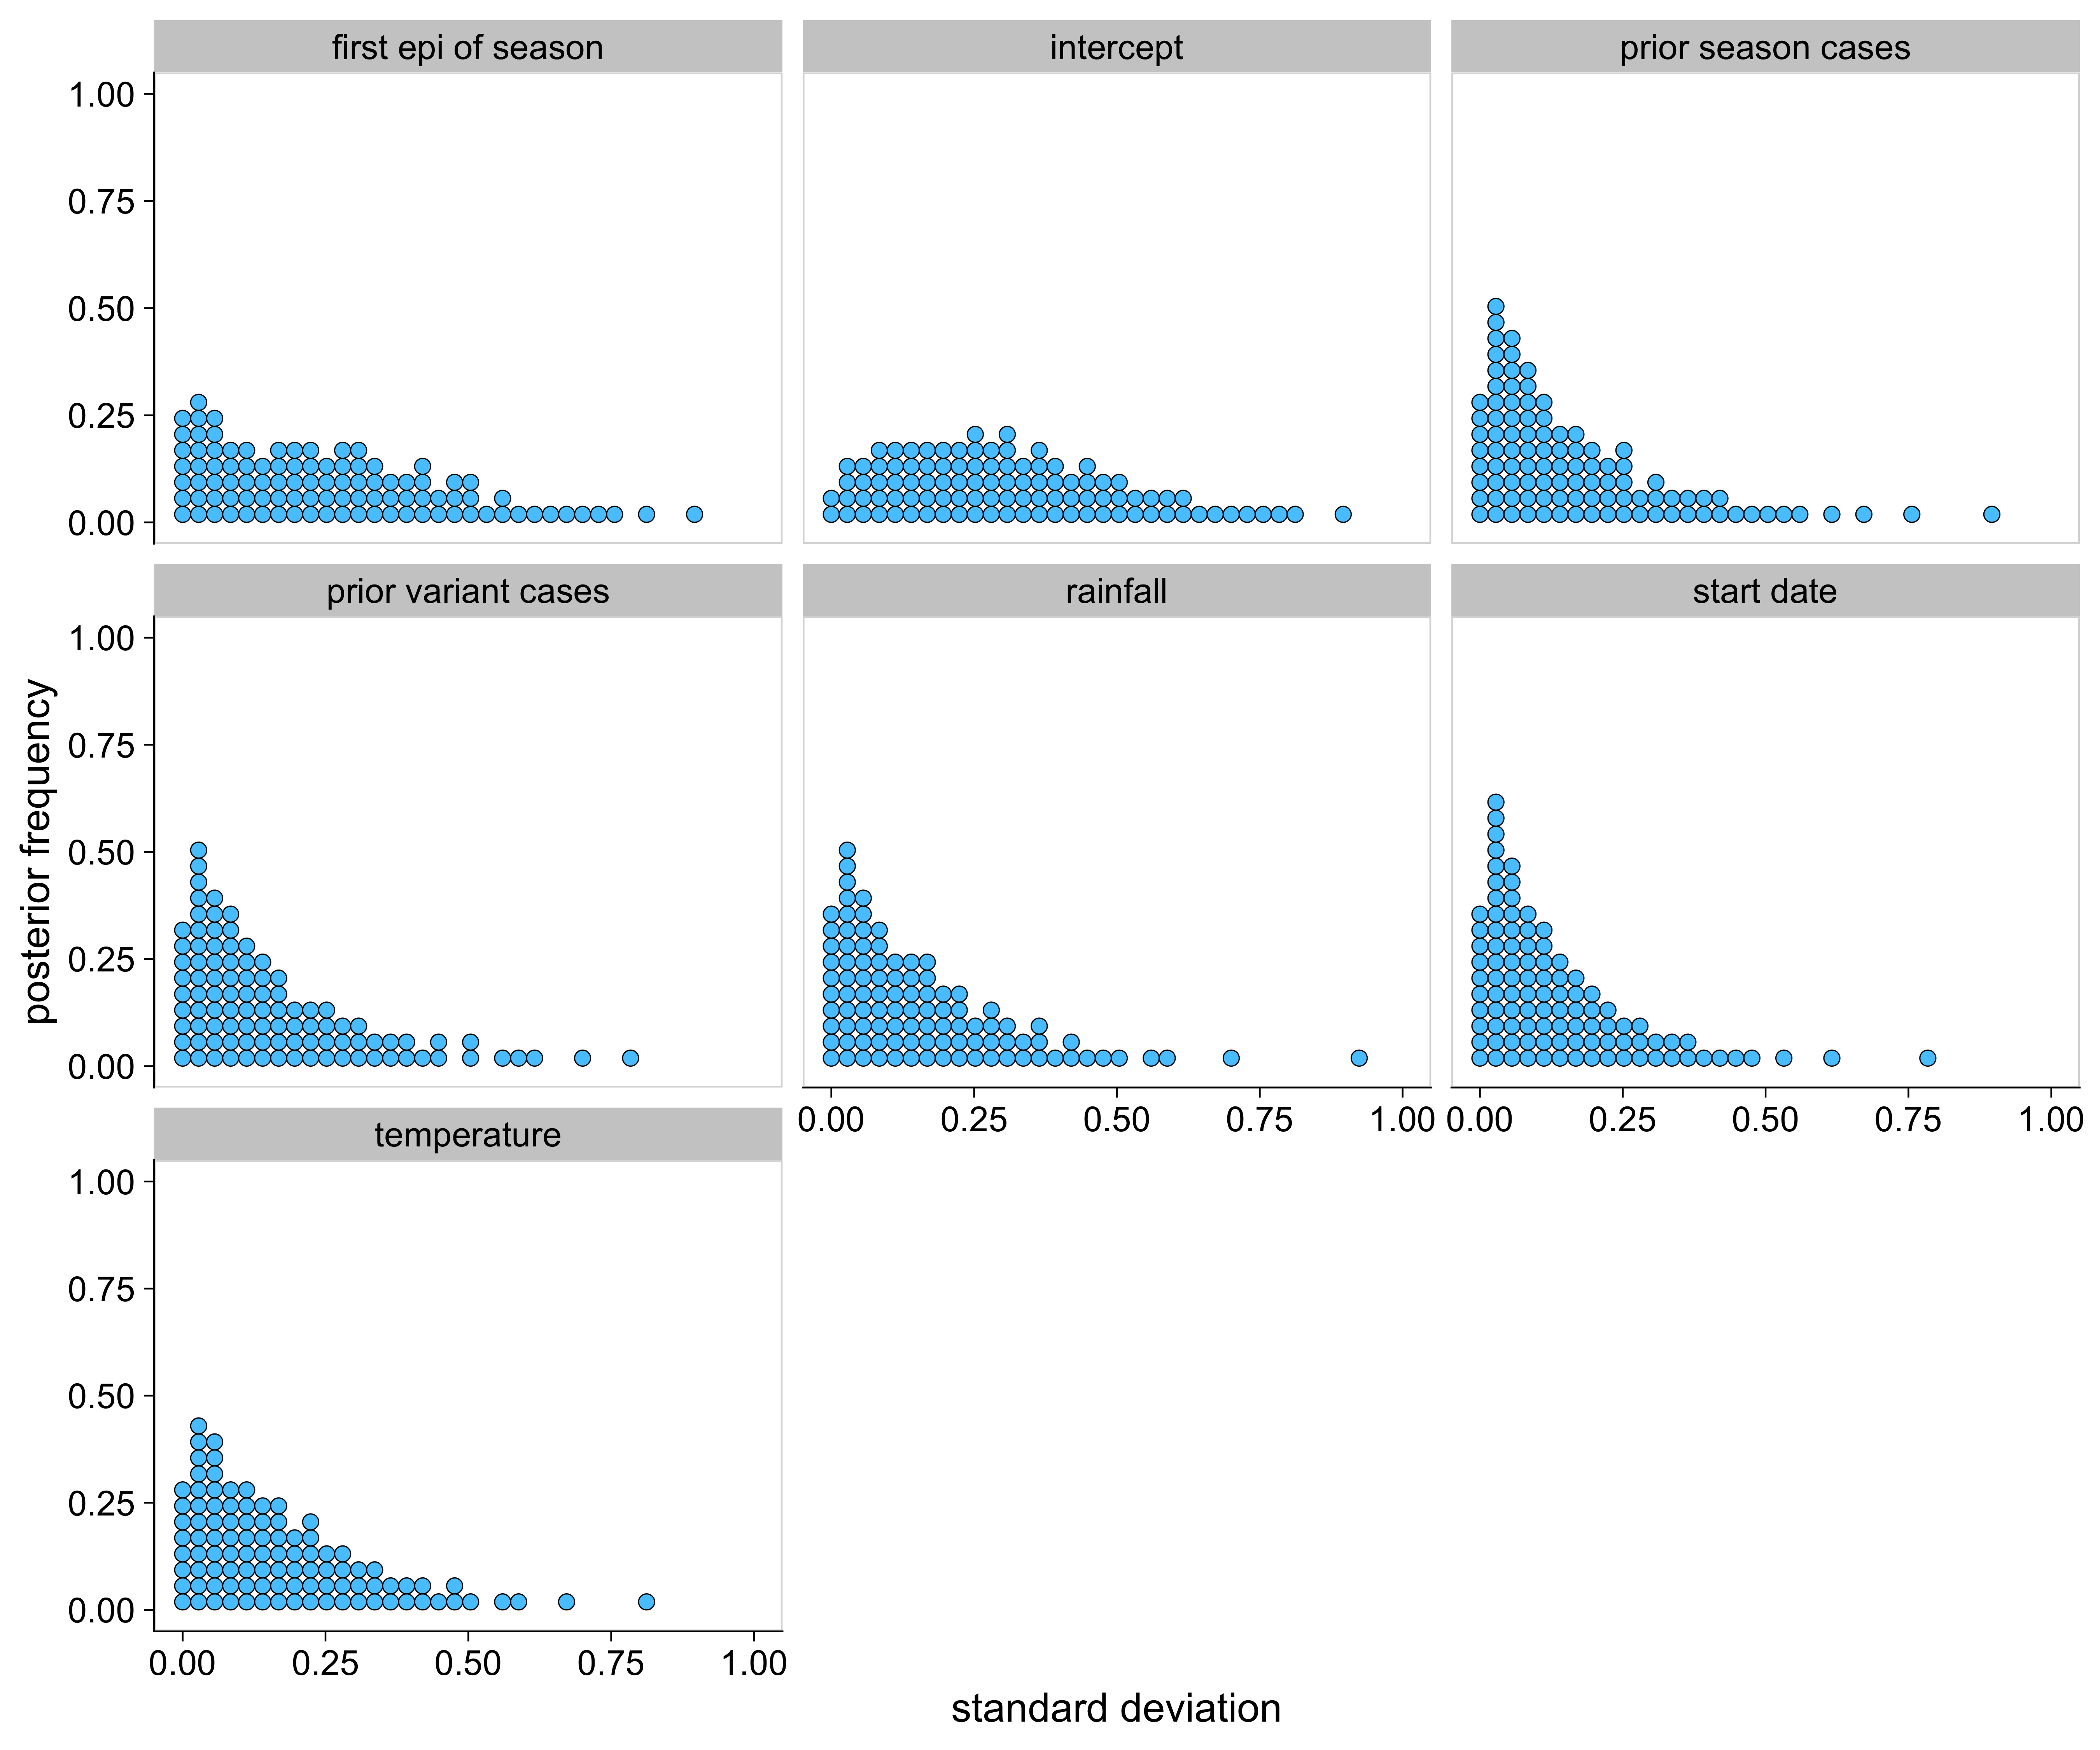 first epi of season
intercept
prior season cases
1.00
0.75
0.50
0.25
0.00
prior variant cases
rainfall
start date
1.00
0.75
0.50
0.25
0.00
0.00 0.25 0.50 0.75 1.00
0.00 0.25 0.50 0.75 1.00
temperature
1.00
0.75
0.50
0.25
0.00
0.00 0.25 0.50 0.75 1.00
posterior frequency
standard deviation